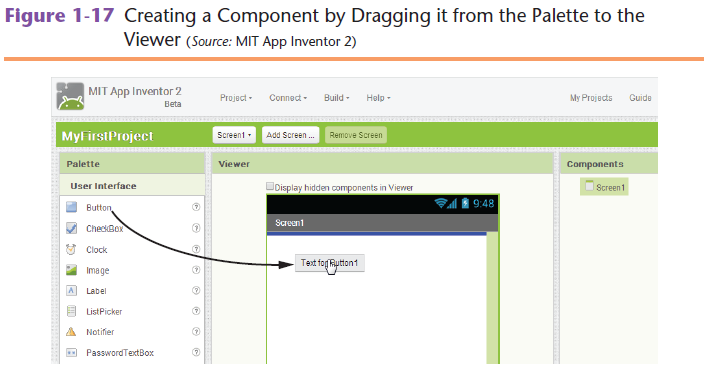 Figure 1-17 Creating a Component by Dragging it from the Palette to the
Viewer (Source: MIT App Inventor 2)
MIT App Inventor 2
Beta
Project Connect Build Help
My Projects Guide
MyFirstProject
Screen1 Add Screen ... Remove Screen
Palette
Viewer
Components
User Interface
Display hidden components in Viewer
Screen1
Button
9:48
CheckBox
Screen1
Clock
Text for Button1
Image
Label
ListPicker
Notifier
PasswordTextBox